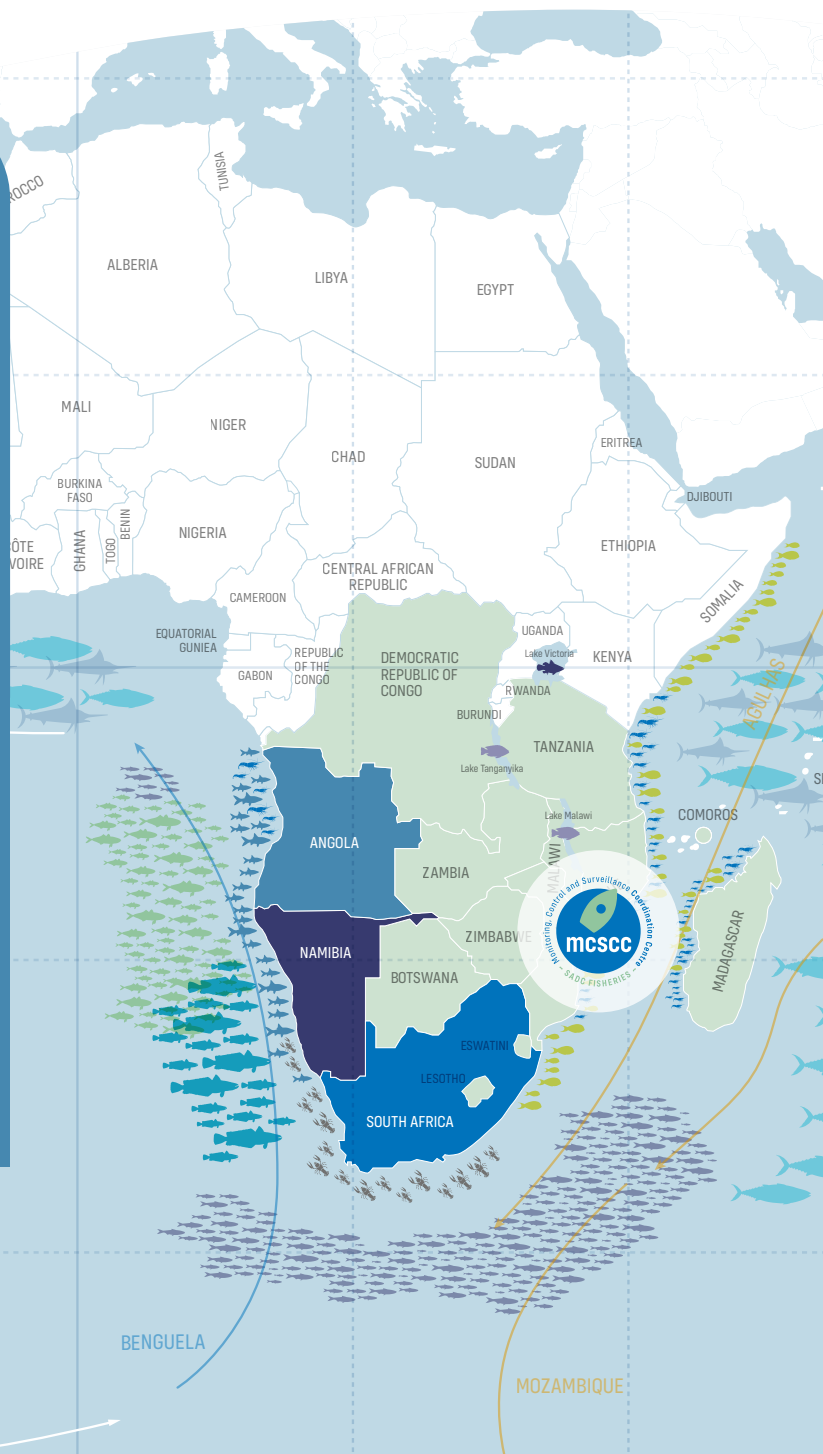 ROCCO
TUNISIA
ALBERIA
LIBYA
EGYPT
MALI
NIGER
CHAD
SUDAN
ERITREA
BURKINA
FASO
DJIBOUTI
BENIN
NIGERIA
GHANA
TOGO
ÔTE
VOIRE
ETHIOPIA
CENTRAL AFRICAN
REPUBLIC
CAMEROON
SOMALIA
EQUATORIAL
GUNIEA
UGANDA
Lake Victoria
KENYA
REPUBLIC
OF THE
CONGO
DEMOCRATIC
REPUBLIC OF
CONGO
GABON
RWANDA
AGULHAS
BURUNDI
TANZANIA
Lake Tanganyika
COMOROS
Lake Malawi
ANGOLA
MALAWI
ZAMBIA
Monitoring, Control and Surveillance Coordination Centre
mcscc
– SADC FISHERIES –
ZIMBABWE
NAMIBIA
MADAGASCAR
BOTSWANA
ESWATINI
LESOTHO
SOUTH AFRICA
BENGUELA
MOZAMBIQUE